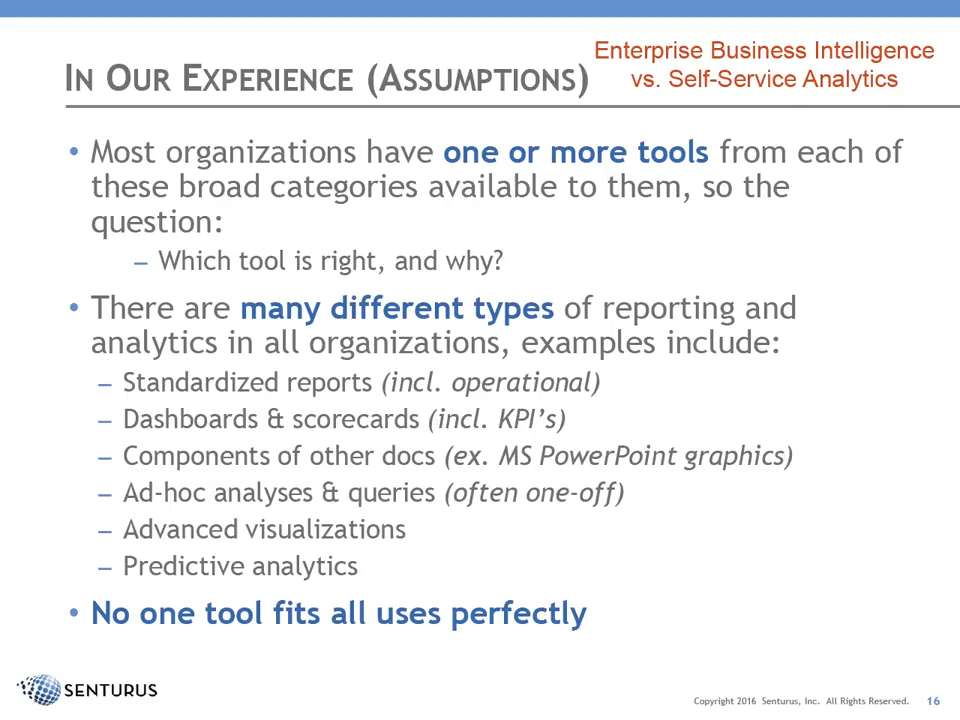 IN OUR EXPERIENCE (ASSUMPTIONS)
Enterprise Business Intelligence
vs. Self-Service Analytics
• Most organizations have one or more tools from each of
these broad categories available to them, so the
question:
– Which tool is right, and why?
• There are many different types of reporting and
analytics in all organizations, examples include:
– Standardized reports (incl. operational)
– Dashboards & scorecards (incl. KPI’s)
– Components of other docs (ex. MS PowerPoint graphics)
– Ad-hoc analyses & queries (often one-off)
– Advanced visualizations
– Predictive analytics
• No one tool fits all uses perfectly
SENTURUS
Copyright 2016 Senturus, Inc. All Rights Reserved. 16